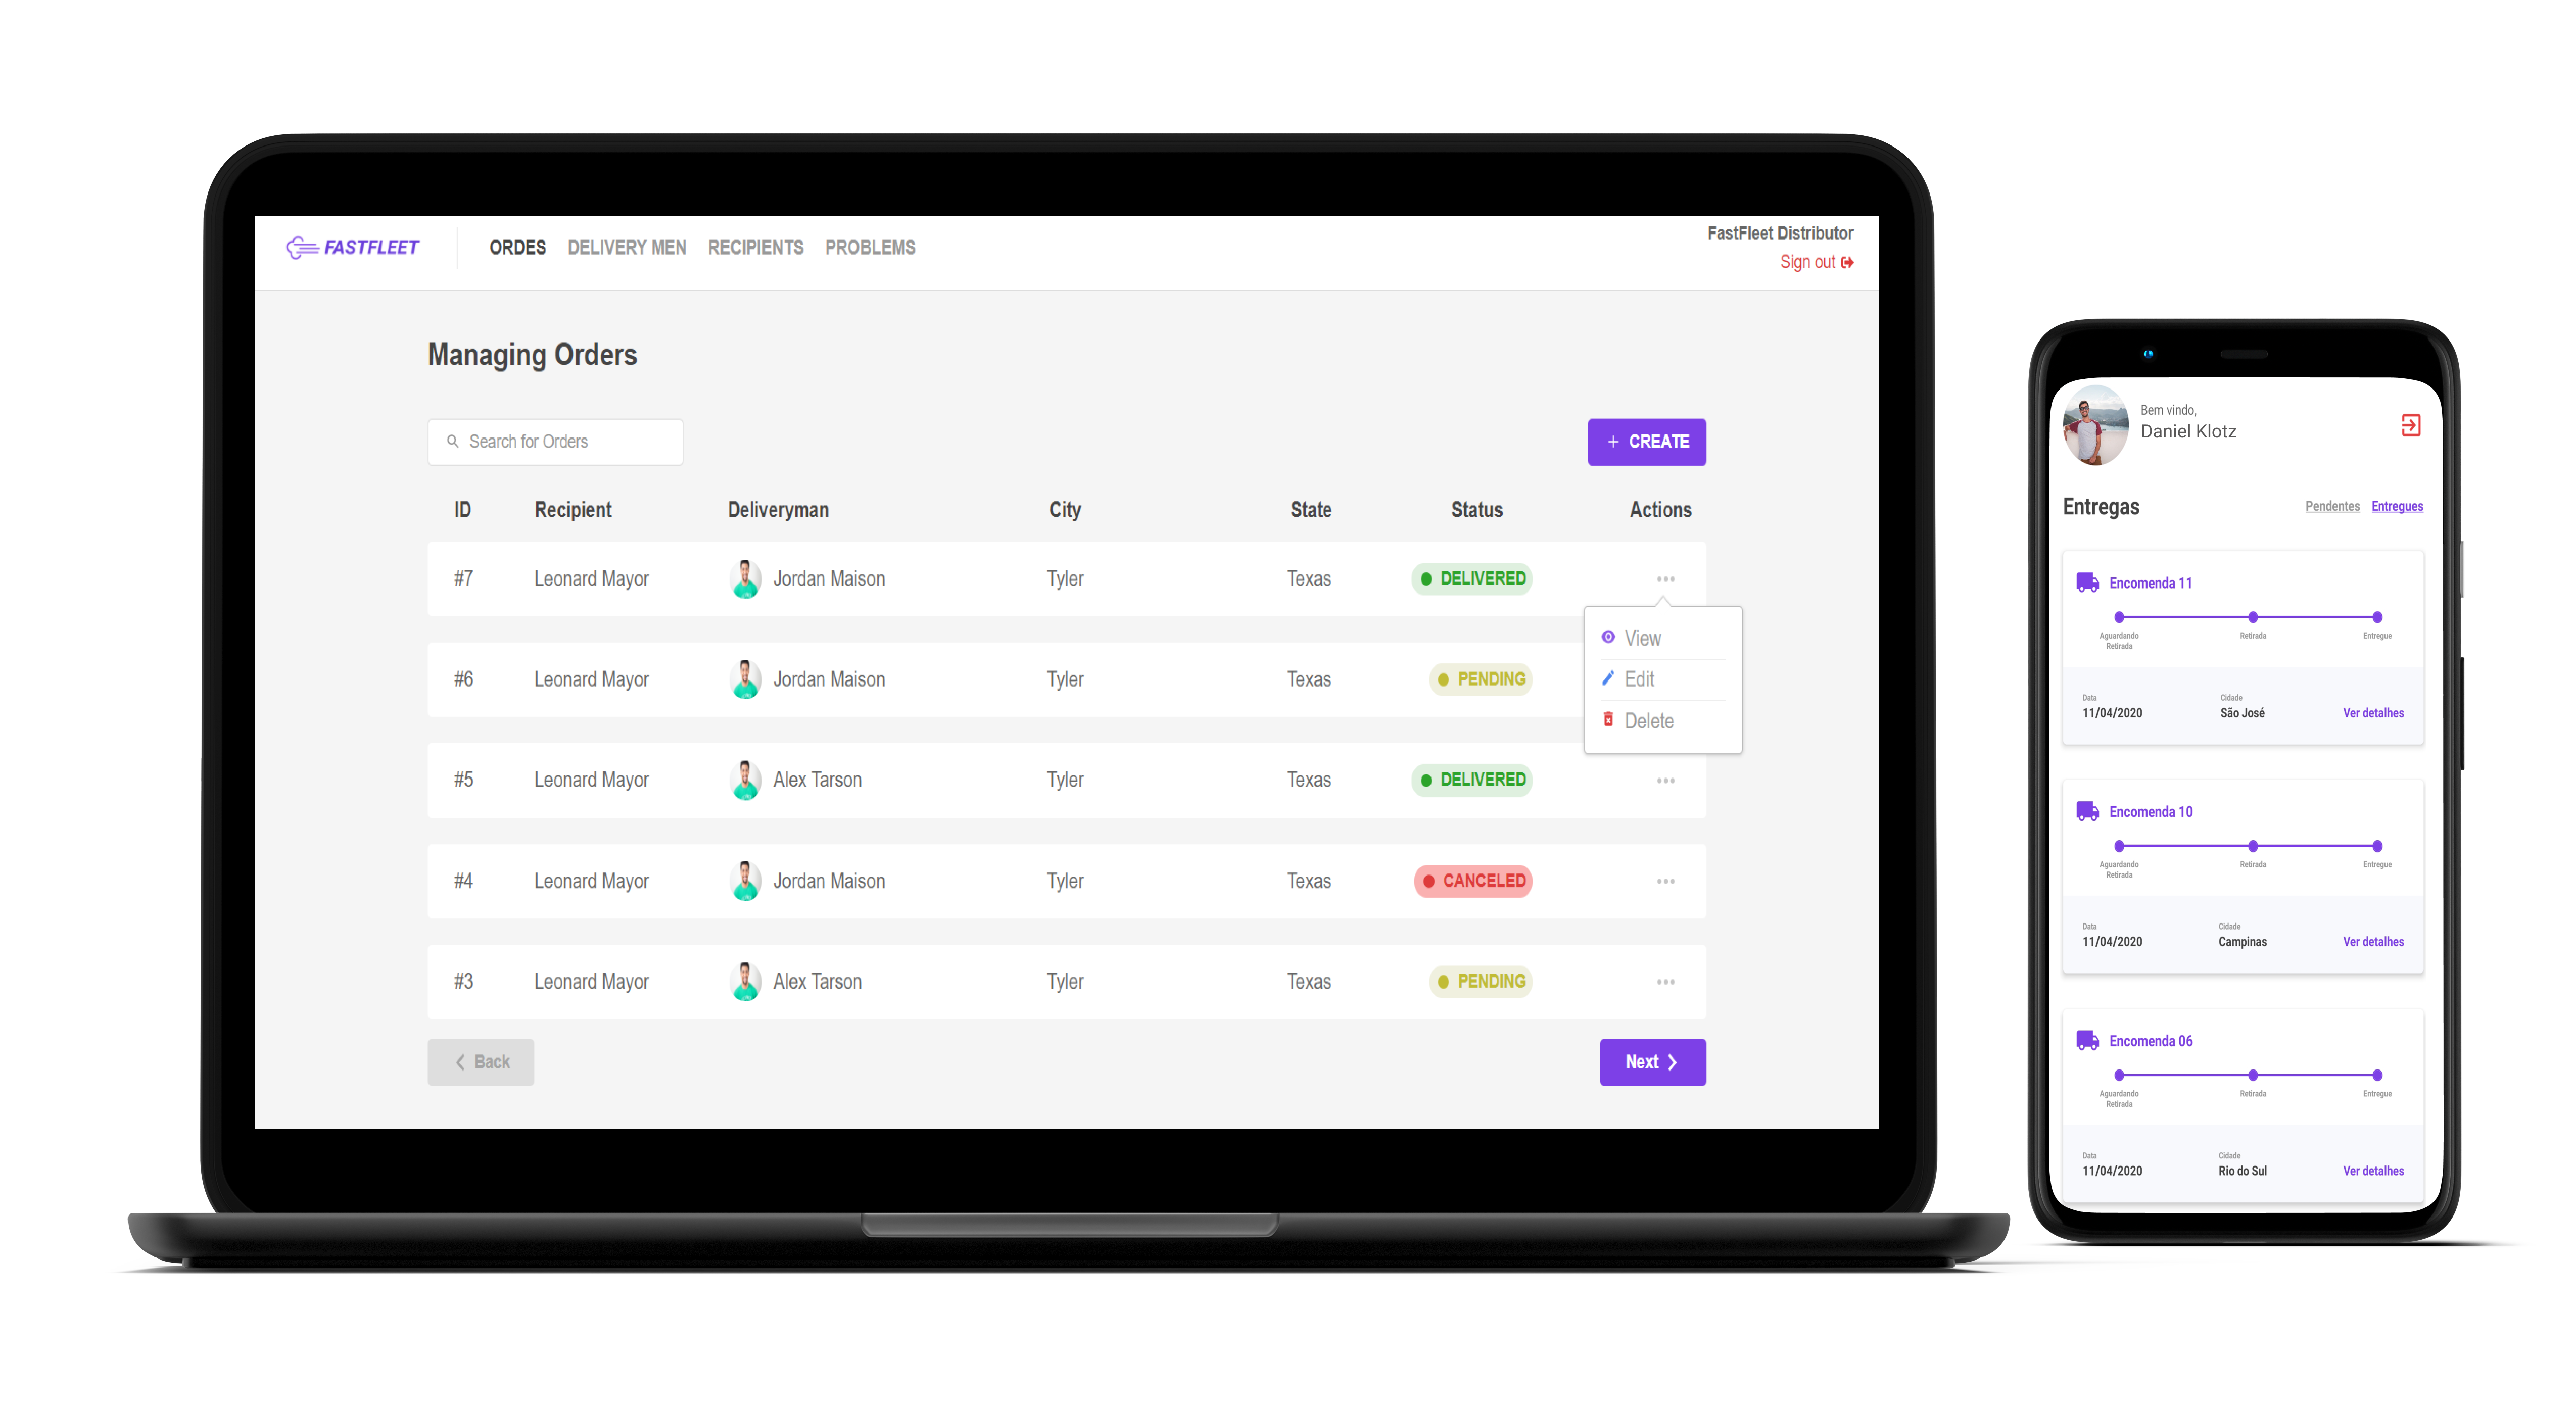 FASTFLEET
ORDES DELIVERY MEN RECIPIENTS PROBLEMS
FastFleet Distributor
Sign out
Managing Orders
Search for Orders
+ CREATE
ID Recipient Deliveryman City State Status Actions
#7 Leonard Mayor Jordan Maison Tyler Texas DELIVERED
View
Edit
Delete
#6 Leonard Mayor Jordan Maison Tyler Texas PENDING
#5 Leonard Mayor Alex Tarson Tyler Texas DELIVERED
#4 Leonard Mayor Jordan Maison Tyler Texas CANCELED
#3 Leonard Mayor Alex Tarson Tyler Texas PENDING
Back
Next
Bem vindo,
Daniel Klotz
Entregas Pendentes Entregues
Encomenda 11
Aguardando Retirada Retirada Entregue
Data Cidade
11/04/2020 São José Ver detalhes
Encomenda 10
Aguardando Retirada Retirada Entregue
Data Cidade
11/04/2020 Campinas Ver detalhes
Encomenda 06
Aguardando Retirada Retirada Entregue
Data Cidade
11/04/2020 Rio do Sul Ver detalhes